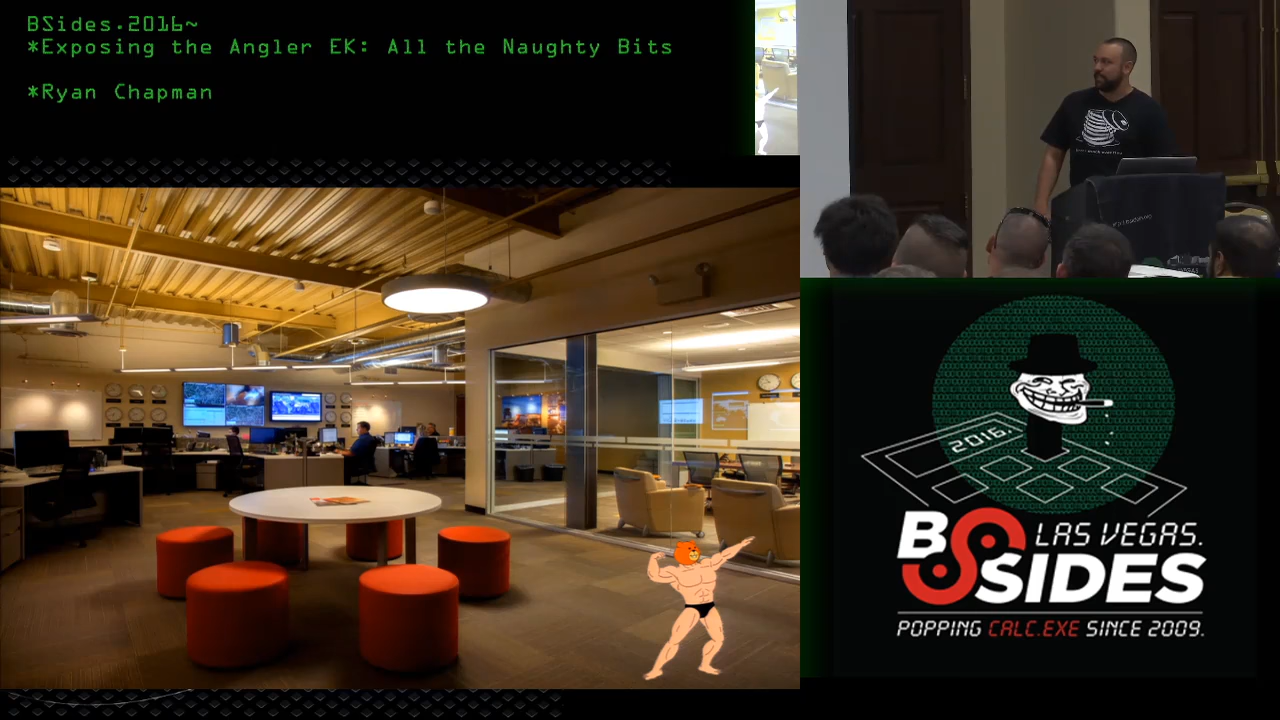 BSides.2016~
*Exposing the Angler EK: All the Naughty Bits
*Ryan Chapman
2016.
BSIDES
LAS VEGAS.
POPPING CALC.EXE SINCE 2009.